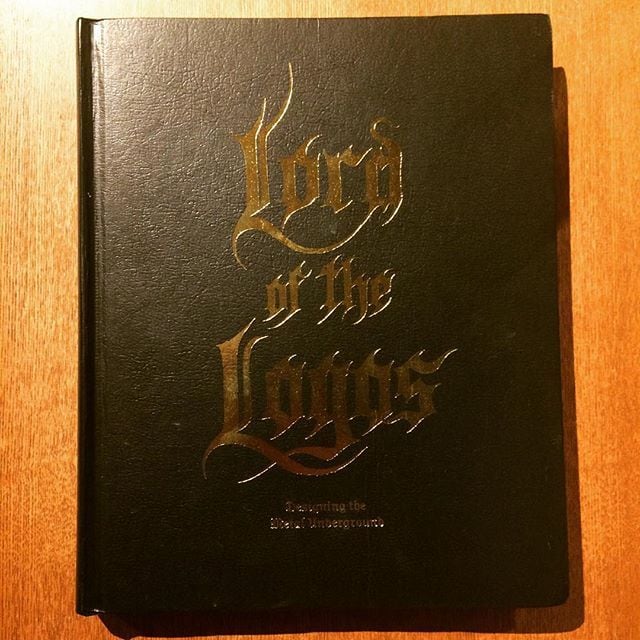 Lord
of the
Logos
Designing the
Metal Underground